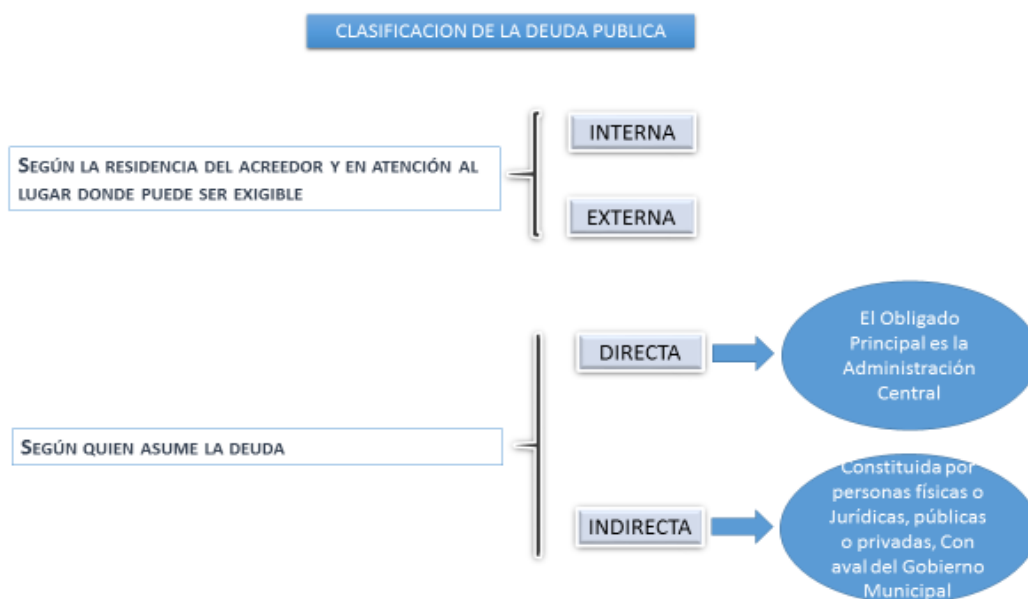 CLASIFICACION DE LA DEUDA PUBLICA
INTERNA
SEGÚN LA RESIDENCIA DEL ACREEDOR Y EN ATENCIÓN AL
LUGAR DONDE PUEDE SER EXIGIBLE
EXTERNA
DIRECTA
El Obligado
Principal es la
Administración
Central
SEGÚN QUIEN ASUME LA DEUDA
INDIRECTA
Constituida por
personas físicas o
Jurídicas, públicas
o privadas, Con
aval del Gobierno
Municipal